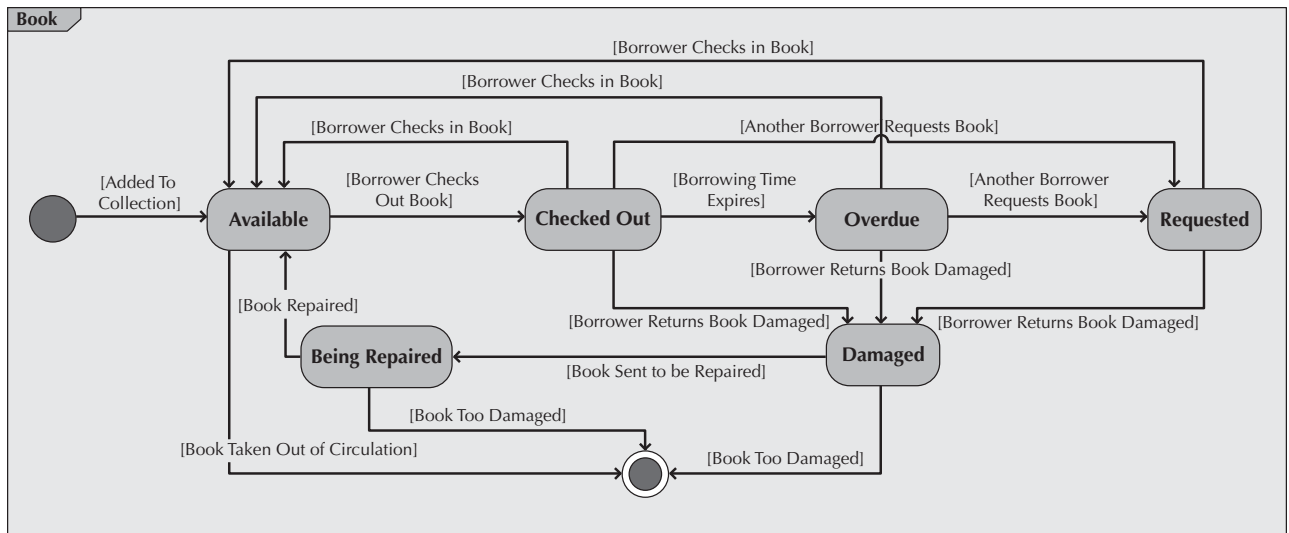 Book
[Borrower Checks in Book]
[Borrower Checks in Book]
[Borrower Checks in Book]
[Another Borrower Requests Book]
[Added To
Collection]
[Borrower Checks
Out Book]
[Borrowing Time
Expires]
[Another Borrower
Requests Book]
Available
Checked Out
Overdue
Requested
[Borrower Returns Book Damaged]
[Book Repaired]
[Borrower Returns Book Damaged]
[Borrower Returns Book Damaged]
Being Repaired
Damaged
[Book Sent to be Repaired]
[Book Too Damaged]
[Book Taken Out of Circulation]
[Book Too Damaged]